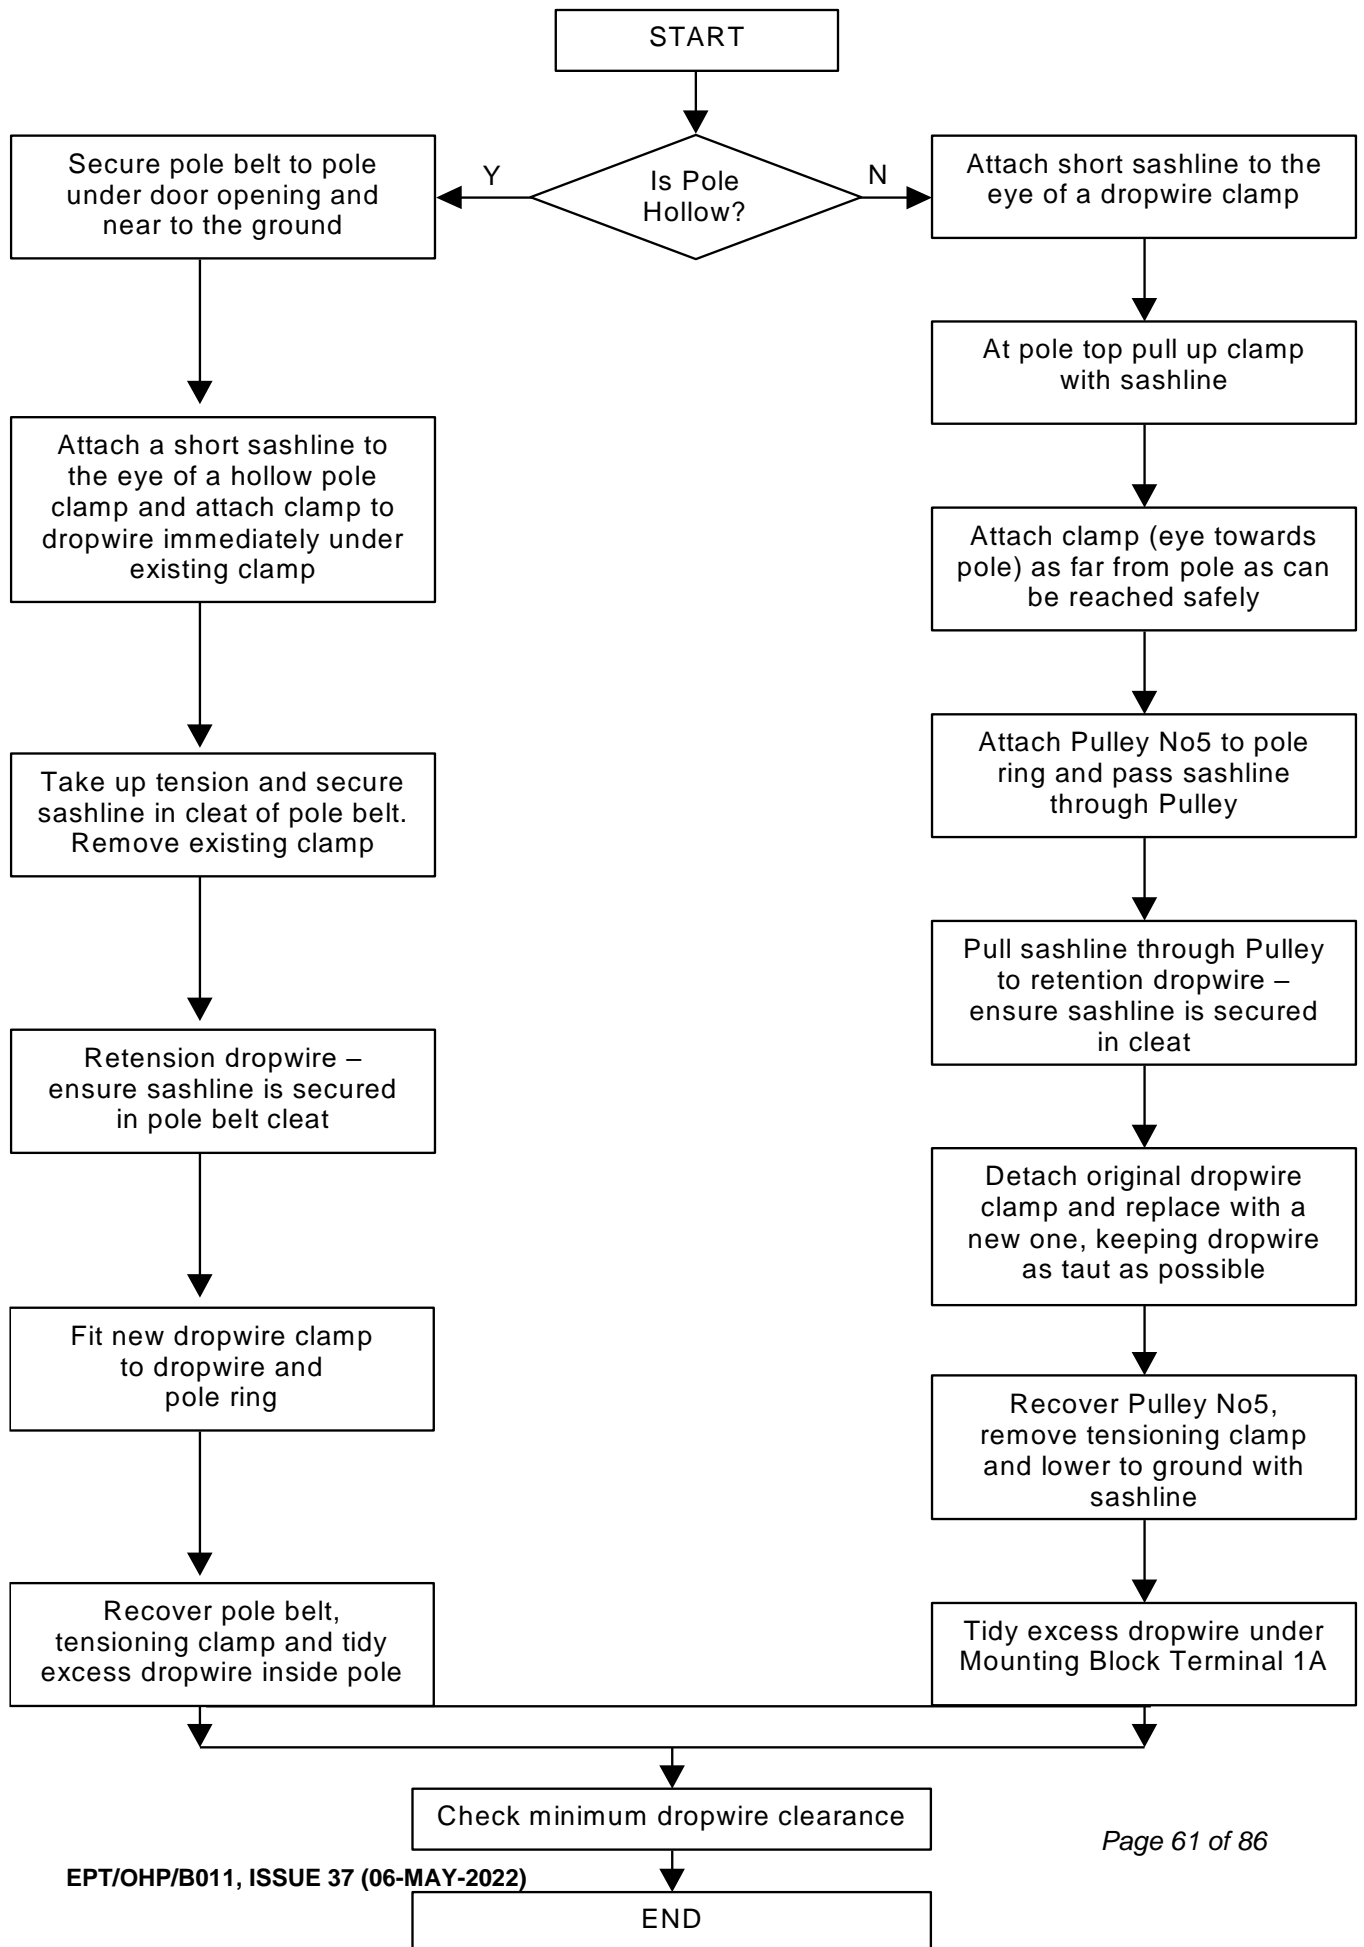 START
Is Pole
Hollow?
Y
N
Secure pole belt to pole
under door opening and
near to the ground
Attach a short sashline to
the eye of a hollow pole
clamp and attach clamp to
dropwire immediately under
existing clamp
Take up tension and secure
sashline in cleat of pole belt.
Remove existing clamp
Retension dropwire –
ensure sashline is secured
in pole belt cleat
Fit new dropwire clamp
to dropwire and
pole ring
Recover pole belt,
tensioning clamp and tidy
excess dropwire inside pole
Attach short sashline to the
eye of a dropwire clamp
At pole top pull up clamp
with sashline
Attach clamp (eye towards
pole) as far from pole as can
be reached safely
Attach Pulley No5 to pole
ring and pass sashline
through Pulley
Pull sashline through Pulley
to retention dropwire –
ensure sashline is secured
in cleat
Detach original dropwire
clamp and replace with a
new one, keeping dropwire
as taut as possible
Recover Pulley No5,
remove tensioning clamp
and lower to ground with
sashline
Tidy excess dropwire under
Mounting Block Terminal 1A
Check minimum dropwire clearance
Page 61 of 86
EPT/OHP/B011, ISSUE 37 (06-MAY-2022)
END